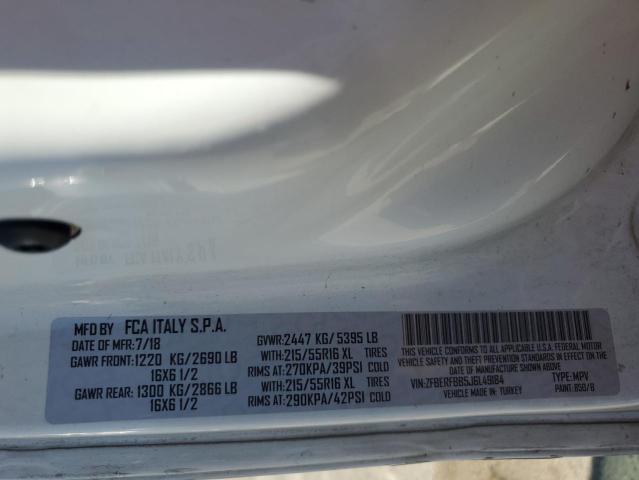 MFD BY FCA ITALY S.P.A.
DATE OF MFR: 7/18 GVWR: 2447 KG/ 5395 LB
GAWR FRONT: 1220 KG/2690 LB WITH: 215/55R16 XL TIRES
16X6 1/2 RIMS AT: 270KPA/39PSI COLD
GAWR REAR: 1300 KG/2866 LB WITH: 215/55R16 XL TIRES
16X6 1/2 RIMS AT: 290KPA/42PSI COLD
THIS VEHICLE CONFORMS TO ALL APPLICABLE U.S.A. FEDERAL MOTOR
VEHICLE SAFETY AND THEFT PREVENTION STANDARDS IN EFFECT
ON THE DATE OF MANUFACTURE SHOWN ABOVE
VIN: ZFBERFBB5J6L49184 TYPE: MPV
VEHICLE MADE IN: TURKEY PAINT: 850/B